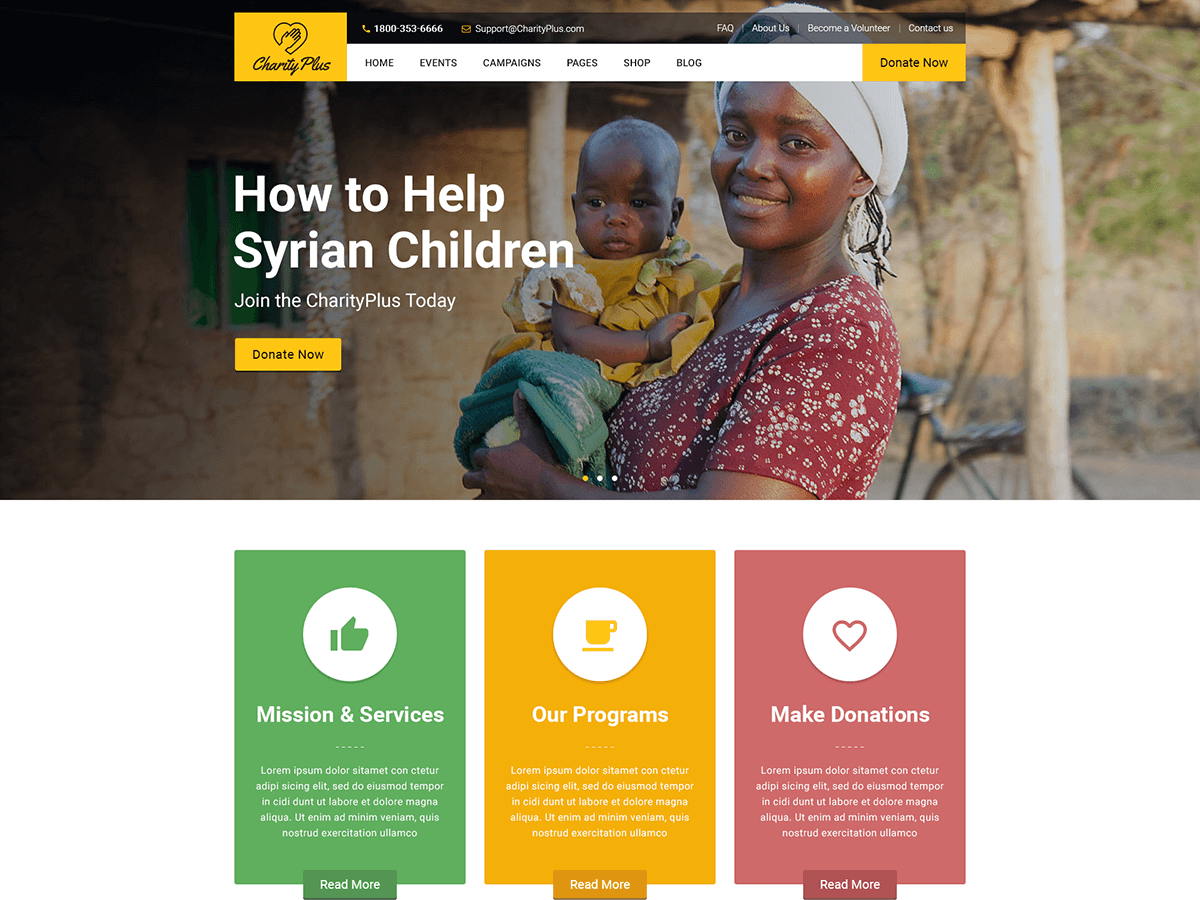 Charity Plus
1800-353-6666
Support@CharityPlus.com
FAQ | About Us | Become a Volunteer | Contact us
HOME EVENTS CAMPAIGNS PAGES SHOP BLOG
Donate Now
How to Help
Syrian Children
Join the CharityPlus Today
Donate Now
Mission & Services
-----
Lorem ipsum dolor sitamet con ctetur
adipi sicing elit, sed do eiusmod tempor
in cidi dunt ut labore et dolore magna
aliqua. Ut enim ad minim veniam, quis
nostrud exercitation ullamco
Read More
Our Programs
-----
Lorem ipsum dolor sitamet con ctetur
adipi sicing elit, sed do eiusmod tempor
in cidi dunt ut labore et dolore magna
aliqua. Ut enim ad minim veniam, quis
nostrud exercitation ullamco
Read More
Make Donations
-----
Lorem ipsum dolor sitamet con ctetur
adipi sicing elit, sed do eiusmod tempor
in cidi dunt ut labore et dolore magna
aliqua. Ut enim ad minim veniam, quis
nostrud exercitation ullamco
Read More